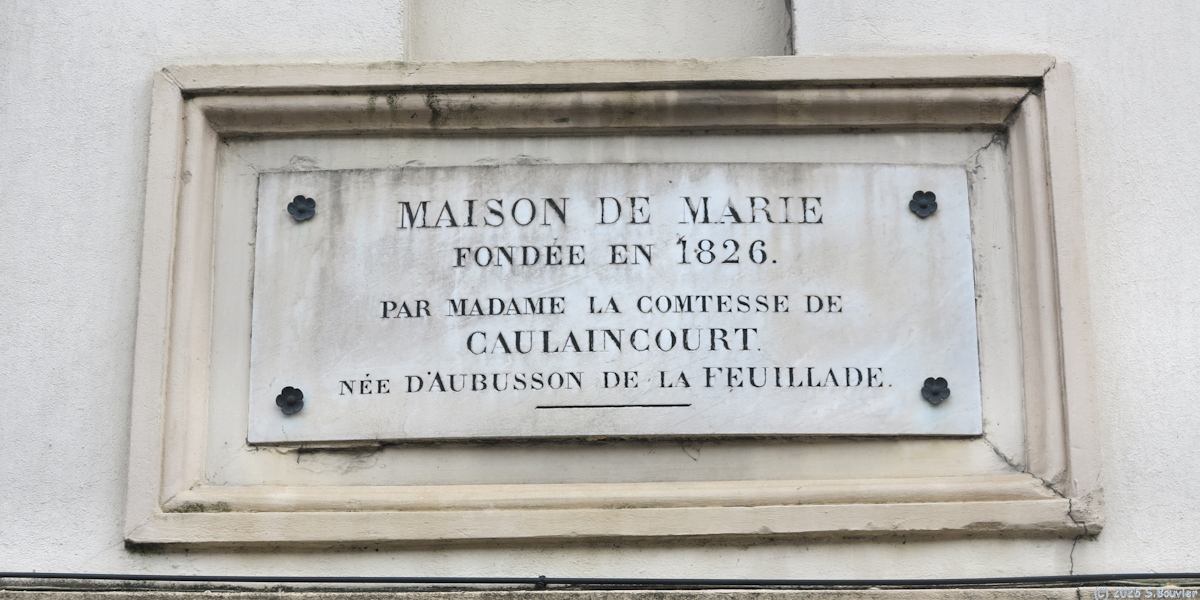 MAISON DE MARIE
FONDÉE EN 1826.
PAR MADAME LA COMTESSE DE
CAULAINCOURT.
NÉE D'AUBUSSON DE LA FEUILLADE.
(C) 2026 S.Bouvier